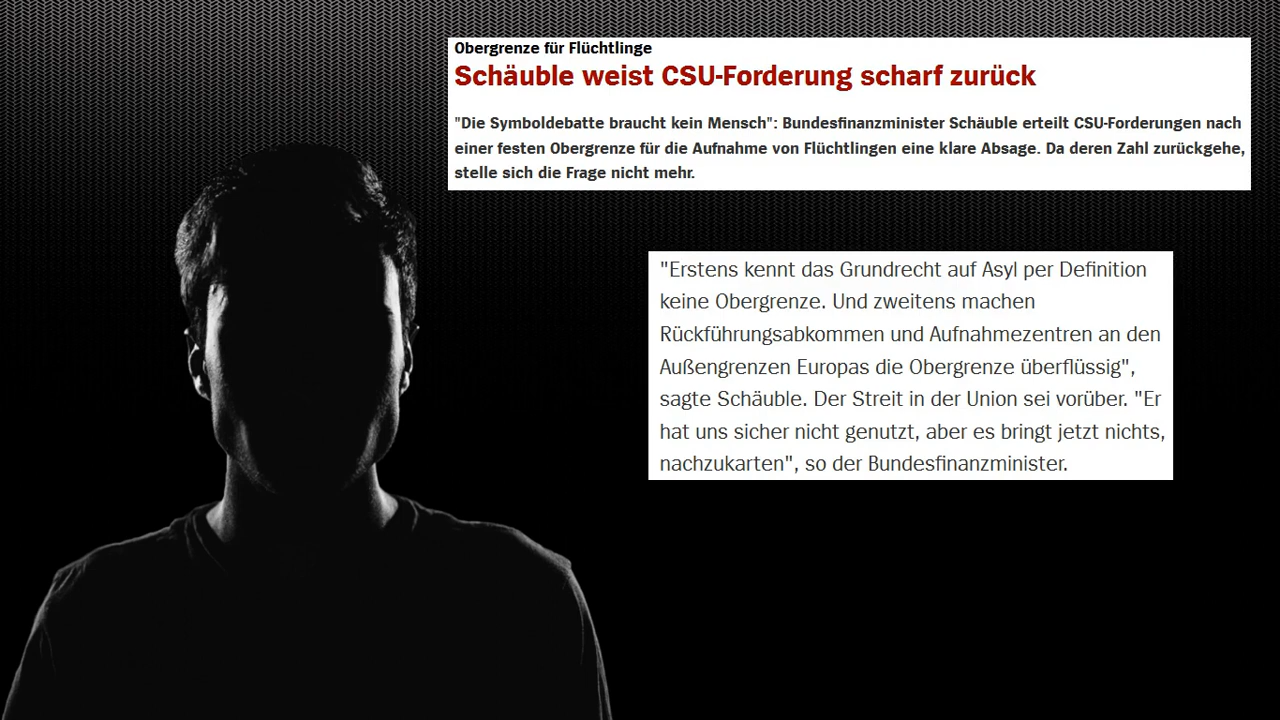 Obergrenze für Flüchtlinge
Schäuble weist CSU-Forderung scharf zurück
"Die Symboldebatte braucht kein Mensch": Bundesfinanzminister Schäuble erteilt CSU-Forderungen nach
einer festen Obergrenze für die Aufnahme von Flüchtlingen eine klare Absage. Da deren Zahl zurückgehe,
stelle sich die Frage nicht mehr.
"Erstens kennt das Grundrecht auf Asyl per Definition
keine Obergrenze. Und zweitens machen
Rückführungsabkommen und Aufnahmezentren an den
Außengrenzen Europas die Obergrenze überflüssig",
sagte Schäuble. Der Streit in der Union sei vorüber. "Er
hat uns sicher nicht genutzt, aber es bringt jetzt nichts,
nachzukarten", so der Bundesfinanzminister.